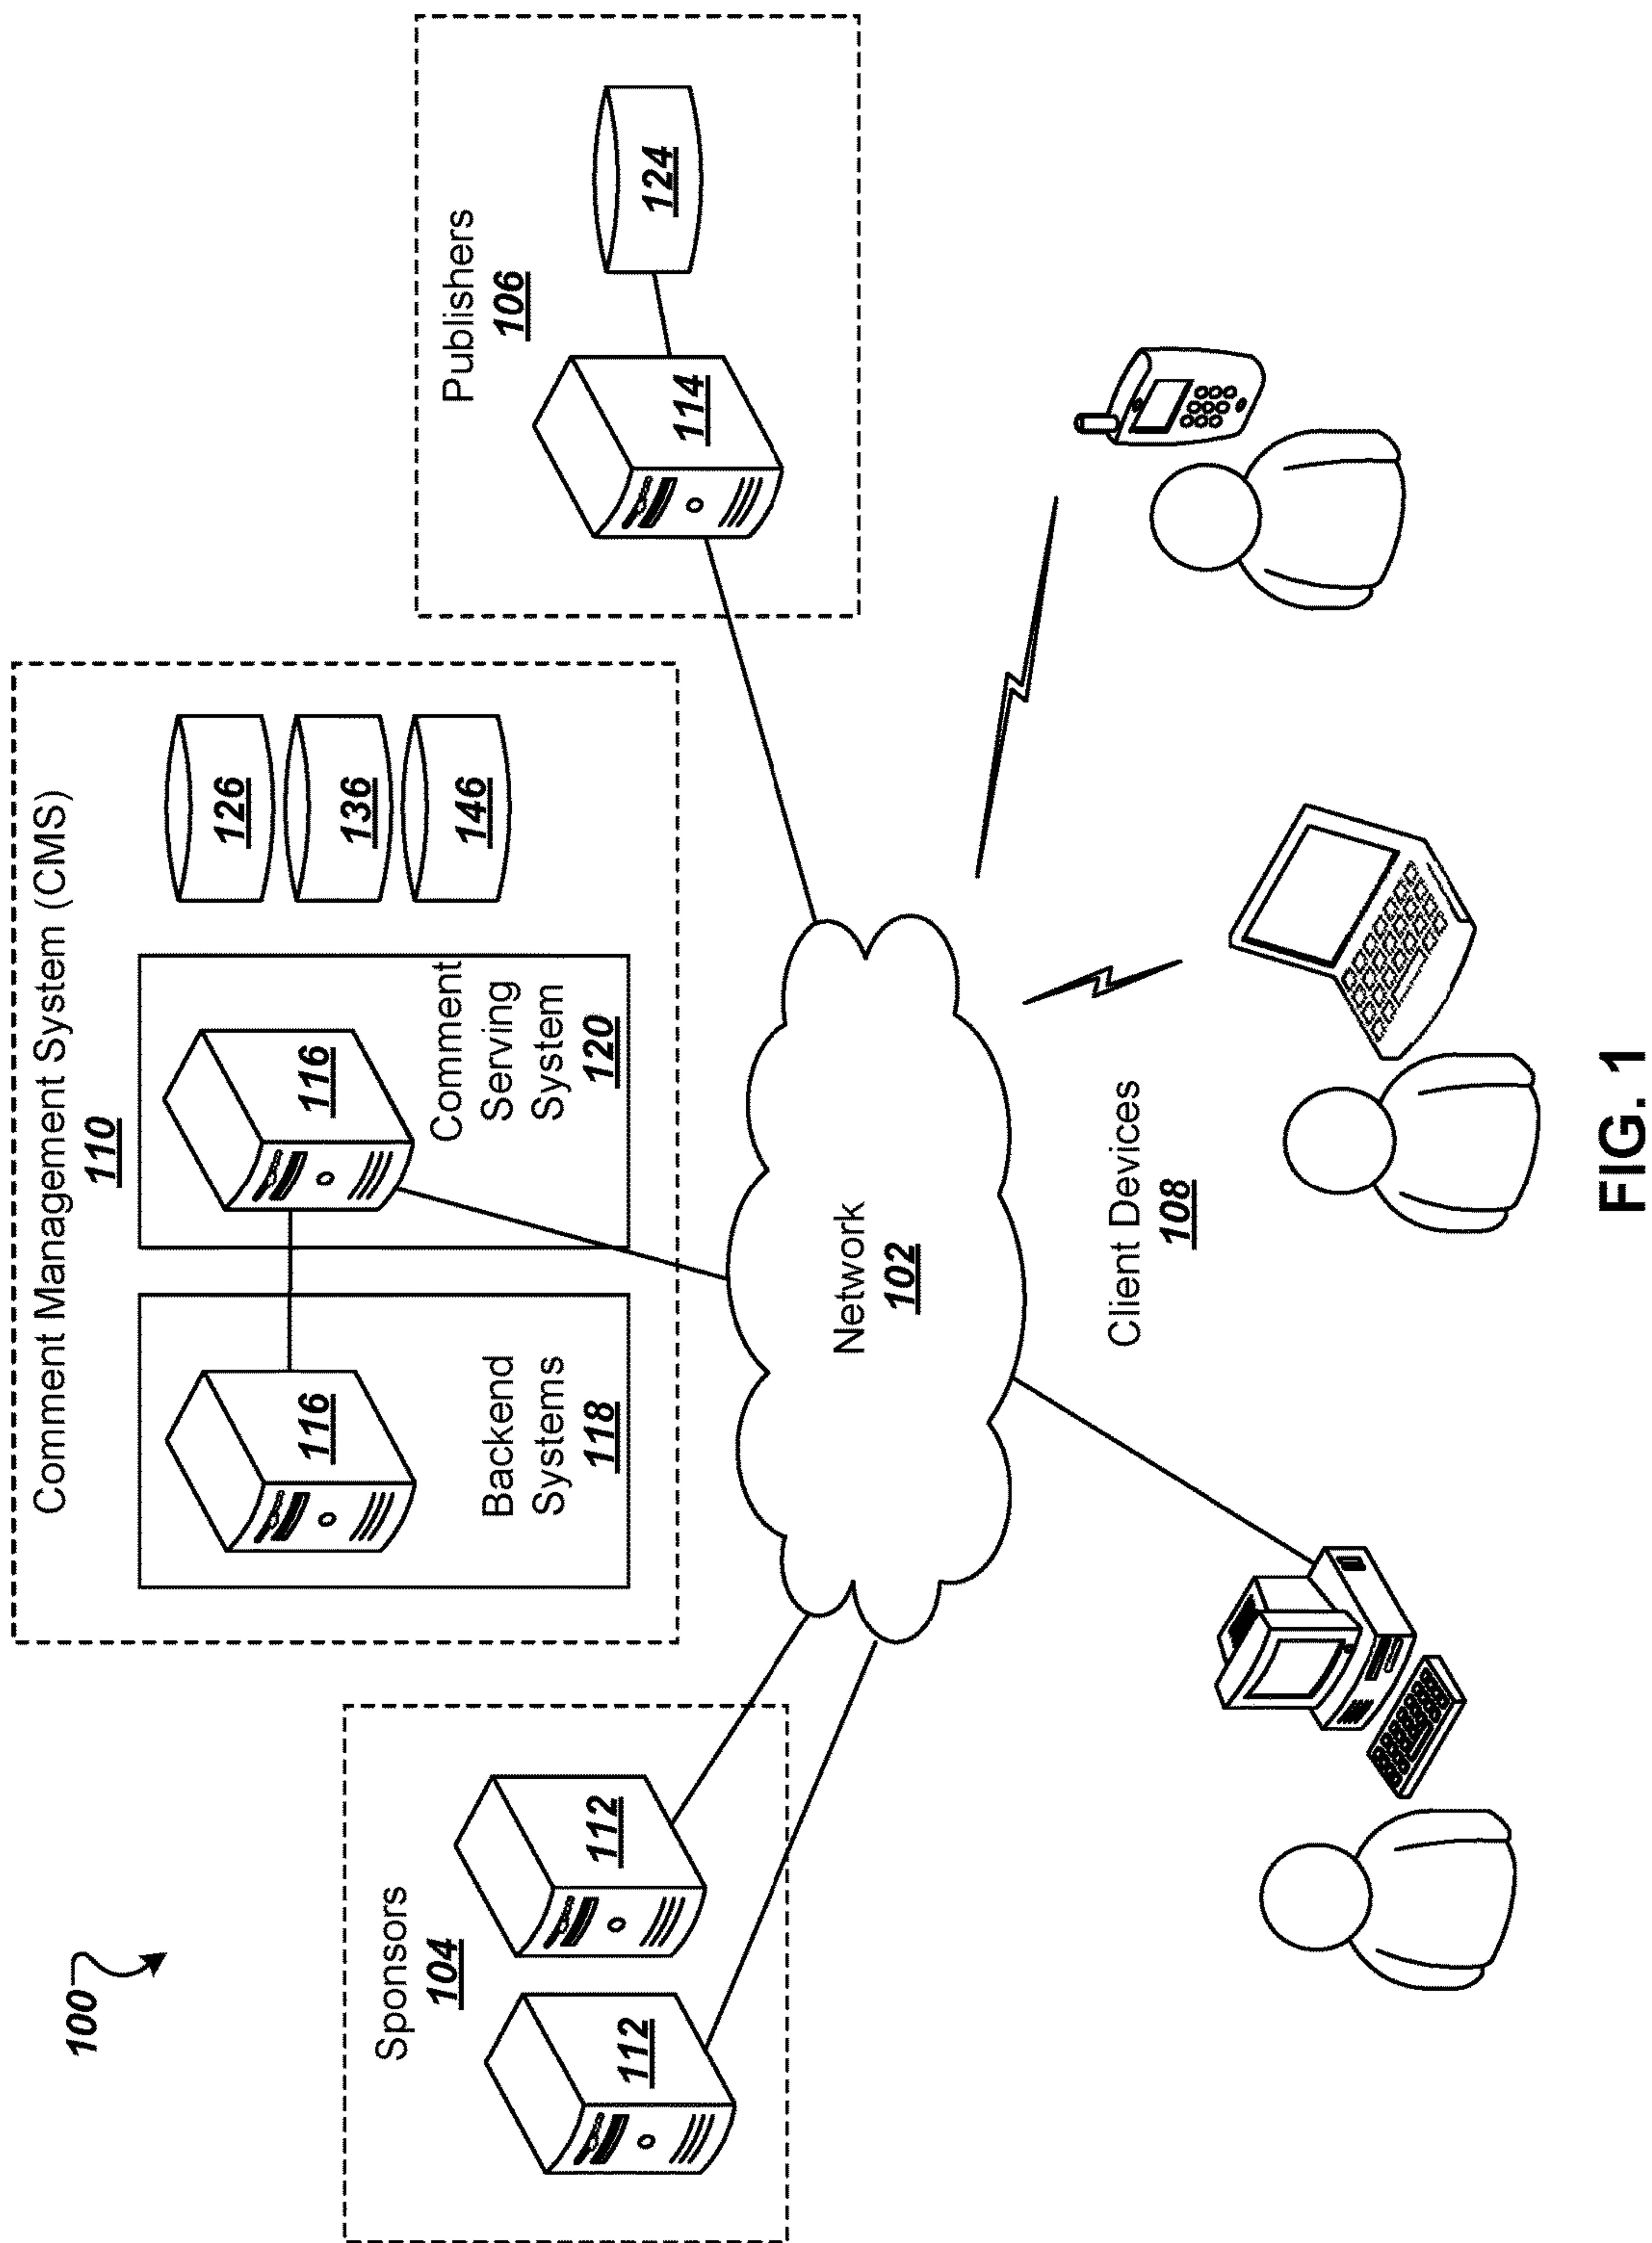 100
Comment Management System (CMS)
110
Sponsors
104
112
112
116
Backend
Systems
118
116
Comment
Serving
System
120
126
136
146
Publishers
106
114
124
Network
102
Client Devices
108
FIG. 1